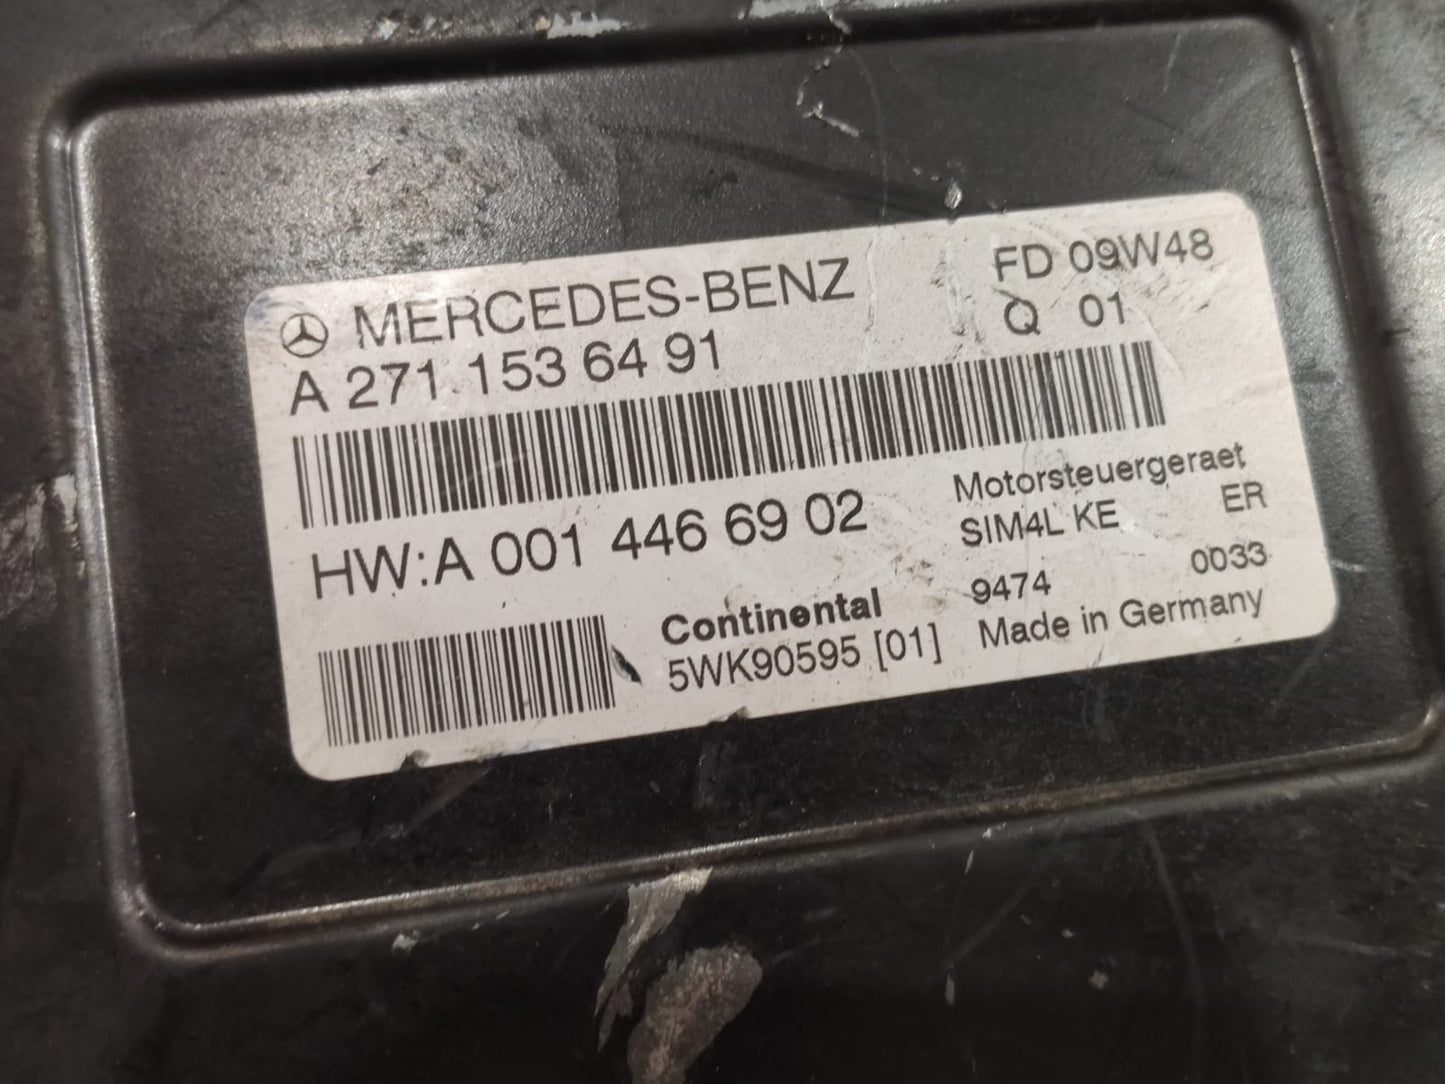 MERCEDES-BENZ
FD 09W48
A 271 153 64 91
Q 01
HW:A 001 446 69 02
Motorsteuergeraet
SIM4L KE ER
Continental
9474 0033
5WK90595 [01]
Made in Germany